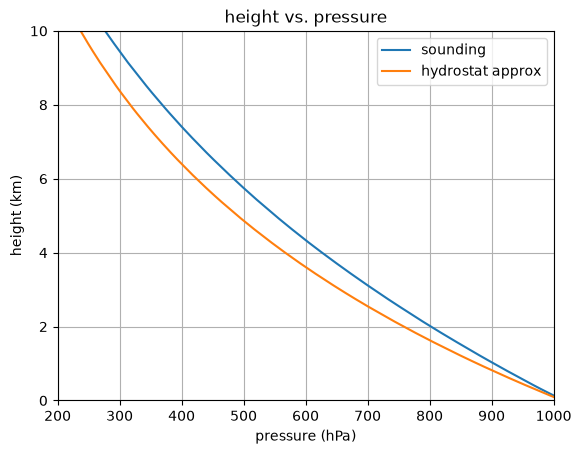 height vs. pressure
sounding
hydrostat approx
height (km)
10
8
6
4
2
0
200 300 400 500 600 700 800 900 1000
pressure (hPa)